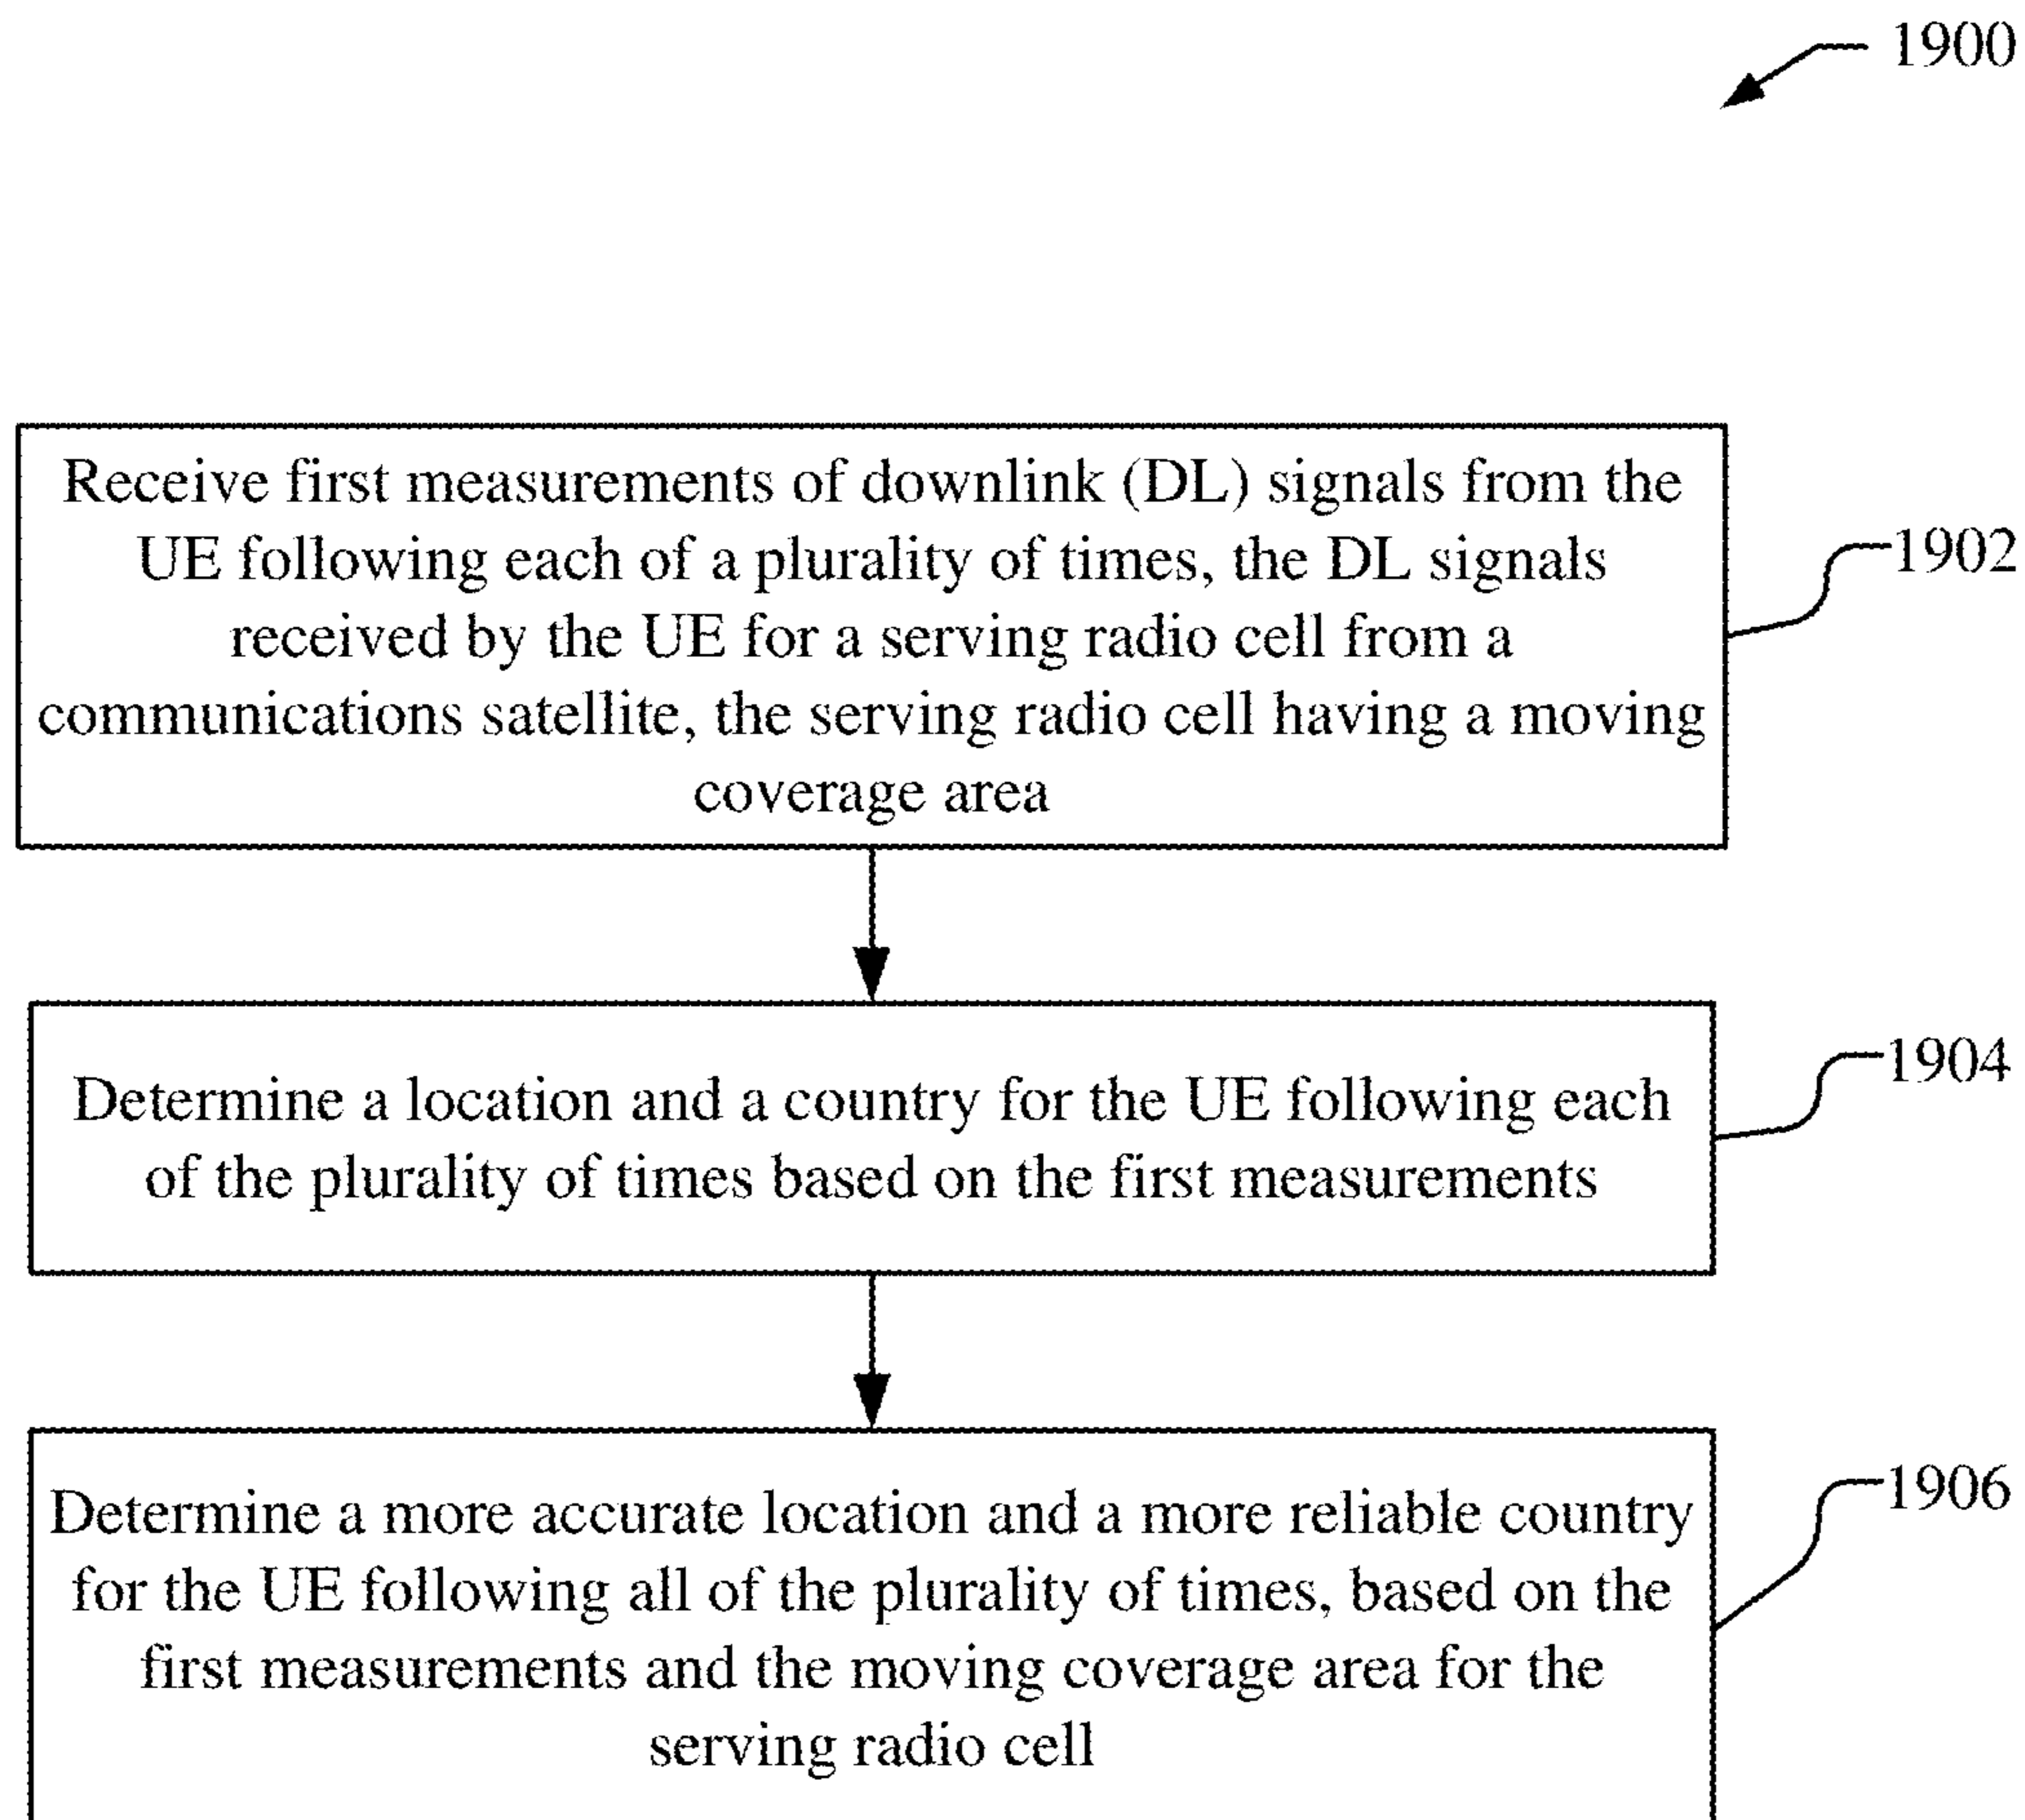 1900
Receive first measurements of downlink (DL) signals from the
UE following each of a plurality of times, the DL signals
received by the UE for a serving radio cell from a
communications satellite, the serving radio cell having a moving
coverage area
1902
Determine a location and a country for the UE following each
of the plurality of times based on the first measurements
1904
Determine a more accurate location and a more reliable country
for the UE following all of the plurality of times, based on the
first measurements and the moving coverage area for the
serving radio cell
1906